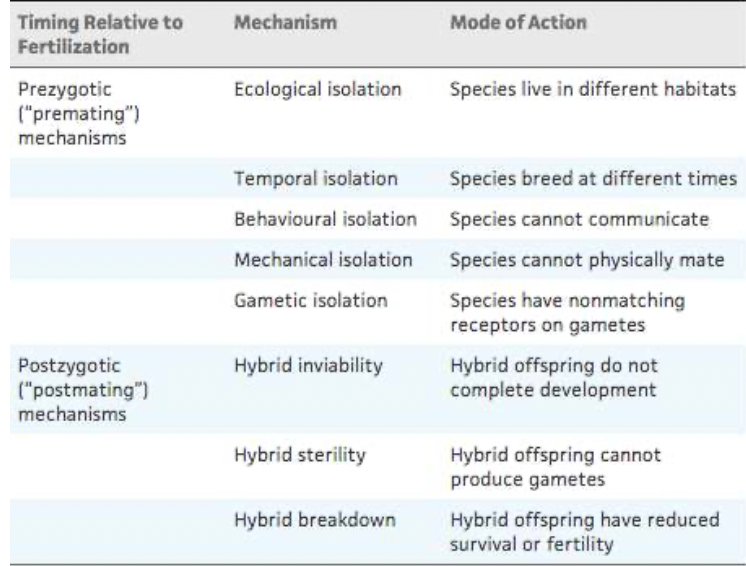 Timing Relative to Fertilization Mechanism Mode of Action
Prezygotic ("premating") mechanisms Ecological isolation Species live in different habitats
Temporal isolation Species breed at different times
Behavioural isolation Species cannot communicate
Mechanical isolation Species cannot physically mate
Gametic isolation Species have nonmatching receptors on gametes
Postzygotic ("postmating") mechanisms Hybrid inviability Hybrid offspring do not complete development
Hybrid sterility Hybrid offspring cannot produce gametes
Hybrid breakdown Hybrid offspring have reduced survival or fertility